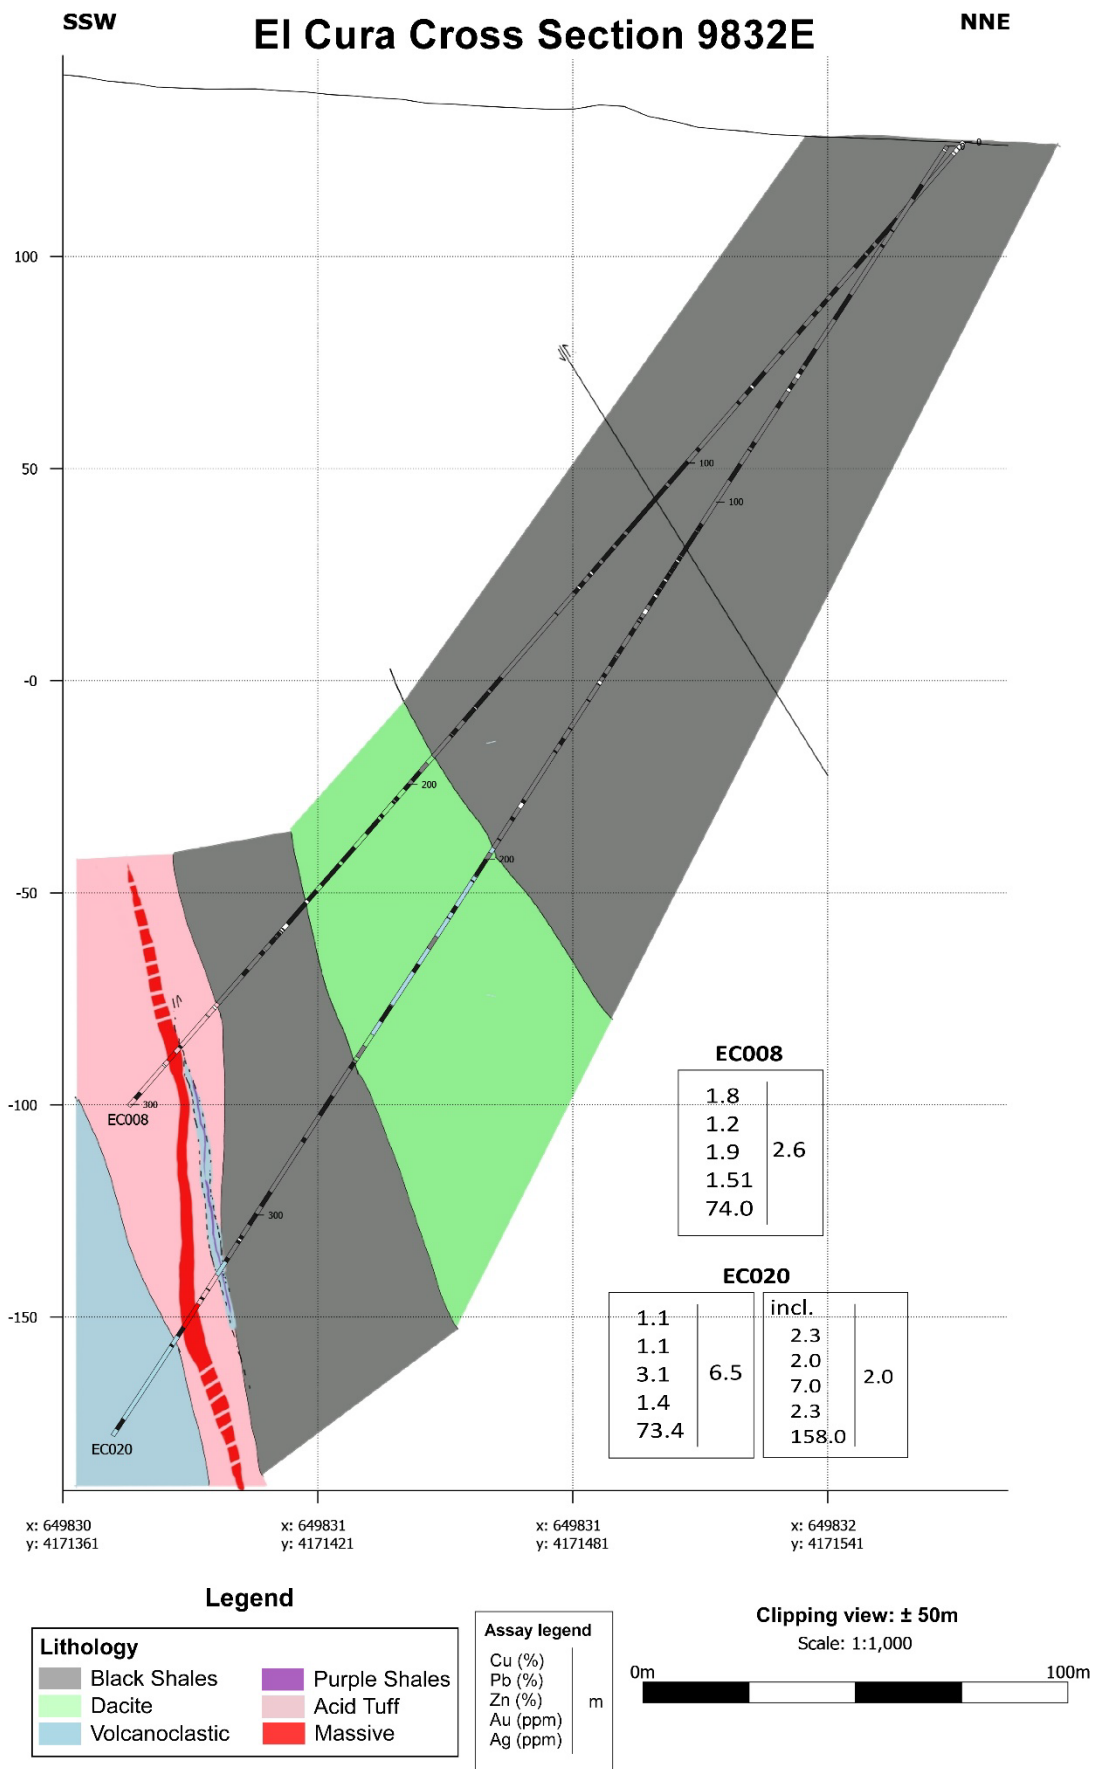 SSW
El Cura Cross Section 9832E
NNE
0
100
50
100
100
-0
200
200
-50
EC008
1.8
1.2
1.9
1.51
74.0
2.6
-100
300
EC008
300
EC020
1.1
1.1
3.1
1.4
73.4
6.5
incl.
2.3
2.0
7.0
2.3
158.0
2.0
-150
EC020
x: 649830
y: 4171361
x: 649831
y: 4171421
x: 649831
y: 4171481
x: 649832
y: 4171541
Legend
Lithology
Black Shales
Dacite
Volcanoclastic
Purple Shales
Acid Tuff
Massive
Assay legend
Cu (%)
Pb (%)
Zn (%)
Au (ppm)
Ag (ppm)
m
Clipping view: ± 50m
Scale: 1:1,000
0m
100m